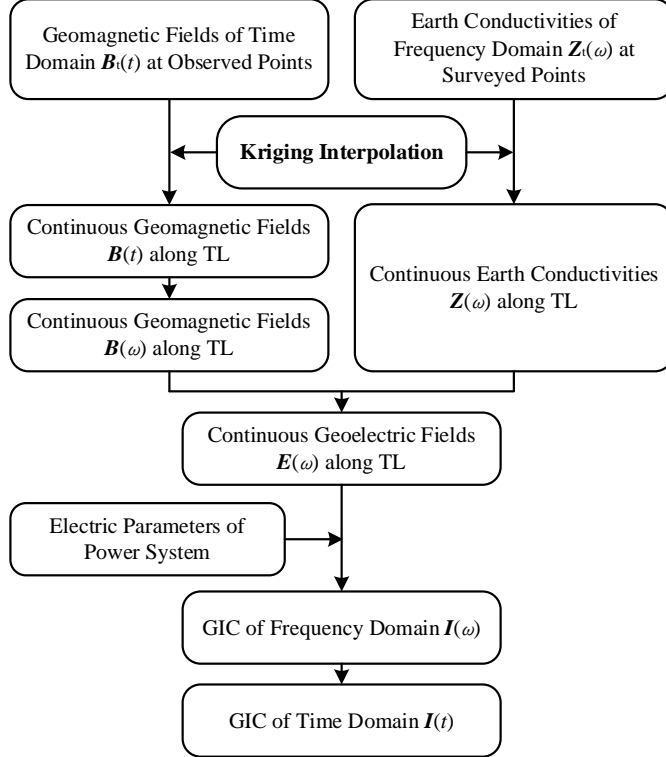 Geomagnetic Fields of Time
Domain Bₜ(t) at Observed Points
Earth Conductivities of
Frequency Domain Zₜ(ω) at
Surveyed Points
Kriging Interpolation
Continuous Geomagnetic Fields
B(t) along TL
Continuous Geomagnetic Fields
B(ω) along TL
Continuous Earth Conductivities
Z(ω) along TL
Continuous Geoelectric Fields
E(ω) along TL
Electric Parameters of
Power System
GIC of Frequency Domain I(ω)
GIC of Time Domain I(t)